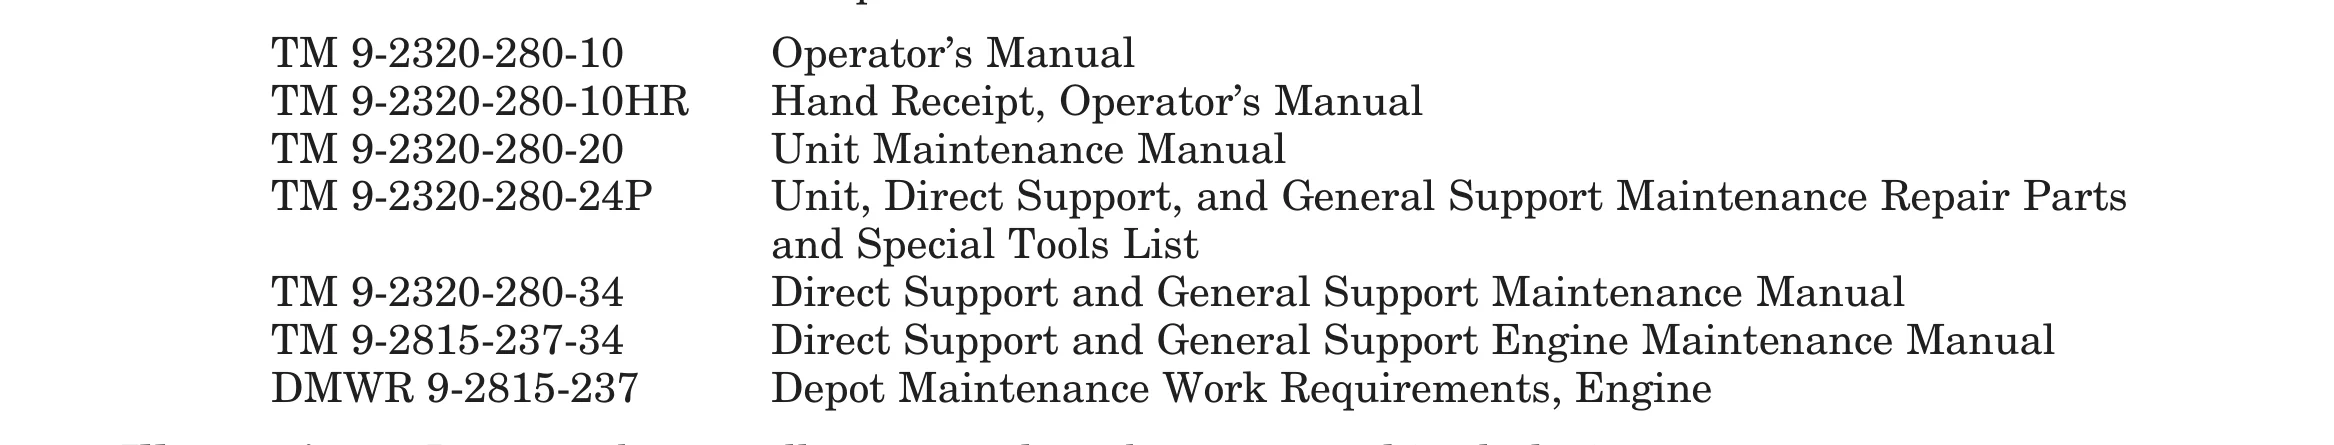 TM 9-2320-280-10 Operator’s Manual
TM 9-2320-280-10HR Hand Receipt, Operator’s Manual
TM 9-2320-280-20 Unit Maintenance Manual
TM 9-2320-280-24P Unit, Direct Support, and General Support Maintenance Repair Parts
and Special Tools List
TM 9-2320-280-34 Direct Support and General Support Maintenance Manual
TM 9-2815-237-34 Direct Support and General Support Engine Maintenance Manual
DMWR 9-2815-237 Depot Maintenance Work Requirements, Engine